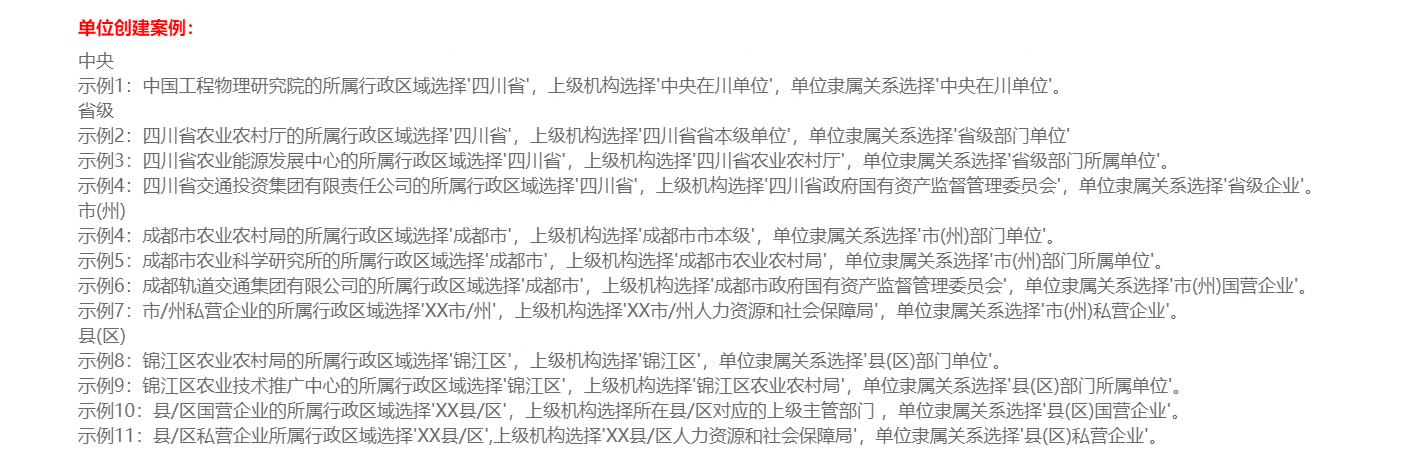 单位创建案例：
中央
示例1：中国工程物理研究院的所属行政区域选择'四川省'，上级机构选择'中央在川单位'，单位隶属关系选择'中央在川单位'。
省级
示例2：四川省农业农村厅的所属行政区域选择'四川省'，上级机构选择'四川省省本级单位'，单位隶属关系选择'省级部门单位'
示例3：四川省农业能源发展中心的所属行政区域选择'四川省'，上级机构选择'四川省农业农村厅'，单位隶属关系选择'省级部门所属单位'。
示例4：四川省交通投资集团有限责任公司的所属行政区域选择'四川省'，上级机构选择'四川省政府国有资产监督管理委员会'，单位隶属关系选择'省级企业'。
市(州)
示例4：成都市农业农村局的所属行政区域选择'成都市'，上级机构选择'成都市市本级'，单位隶属关系选择'市(州)部门单位'。
示例5：成都市农业科学研究所的所属行政区域选择'成都市'，上级机构选择'成都市农业农村局'，单位隶属关系选择'市(州)部门所属单位'。
示例6：成都轨道交通集团有限公司的所属行政区域选择'成都市'，上级机构选择'成都市政府国有资产监督管理委员会'，单位隶属关系选择'市(州)国营企业'。
示例7：市/州私营企业的所属行政区域选择'XX市/州'，上级机构选择'XX市/州人力资源和社会保障局'，单位隶属关系选择'市(州)私营企业'。
县(区)
示例8：锦江区农业农村局的所属行政区域选择'锦江区'，上级机构选择'锦江区'，单位隶属关系选择'县(区)部门单位'。
示例9：锦江区农业技术推广中心的所属行政区域选择'锦江区'，上级机构选择'锦江区农业农村局'，单位隶属关系选择'县(区)部门所属单位'。
示例10：县/区国营企业的所属行政区域选择'XX县/区'，上级机构选择所在县/区对应的上级主管部门 ，单位隶属关系选择'县(区)国营企业'。
示例11：县/区私营企业所属行政区域选择'XX县/区',上级机构选择'XX县/区人力资源和社会保障局'，单位隶属关系选择'县(区)私营企业'。